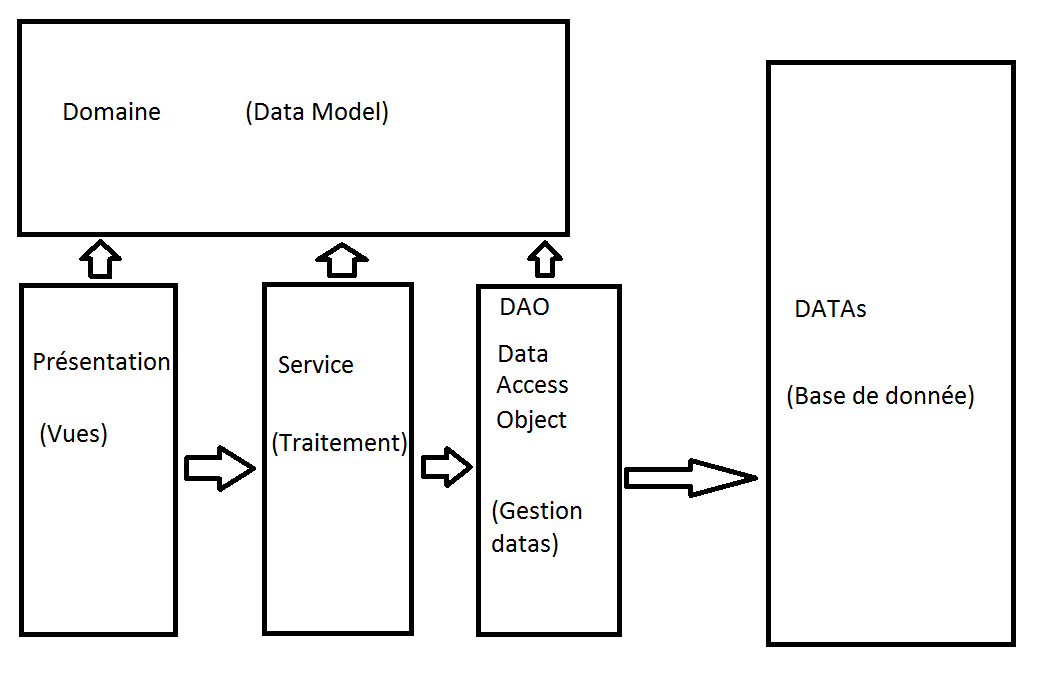 Domaine (Data Model)
Présentation
(Vues)
Service
(Traitement)
DAO
Data
Access
Object
(Gestion
datas)
DATAs
(Base de donnée)